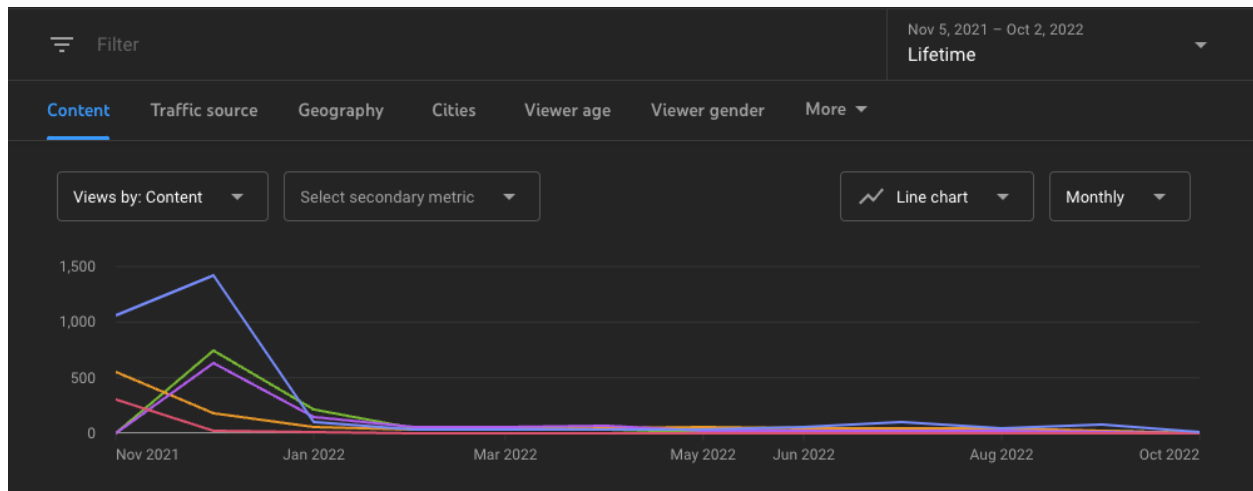 Filter
Nov 5, 2021 – Oct 2, 2022
Lifetime
Content Traffic source Geography Cities Viewer age Viewer gender More
Views by: Content Select secondary metric Line chart Monthly
1,500
1,000
500
0
Nov 2021 Jan 2022 Mar 2022 May 2022 Jun 2022 Aug 2022 Oct 2022